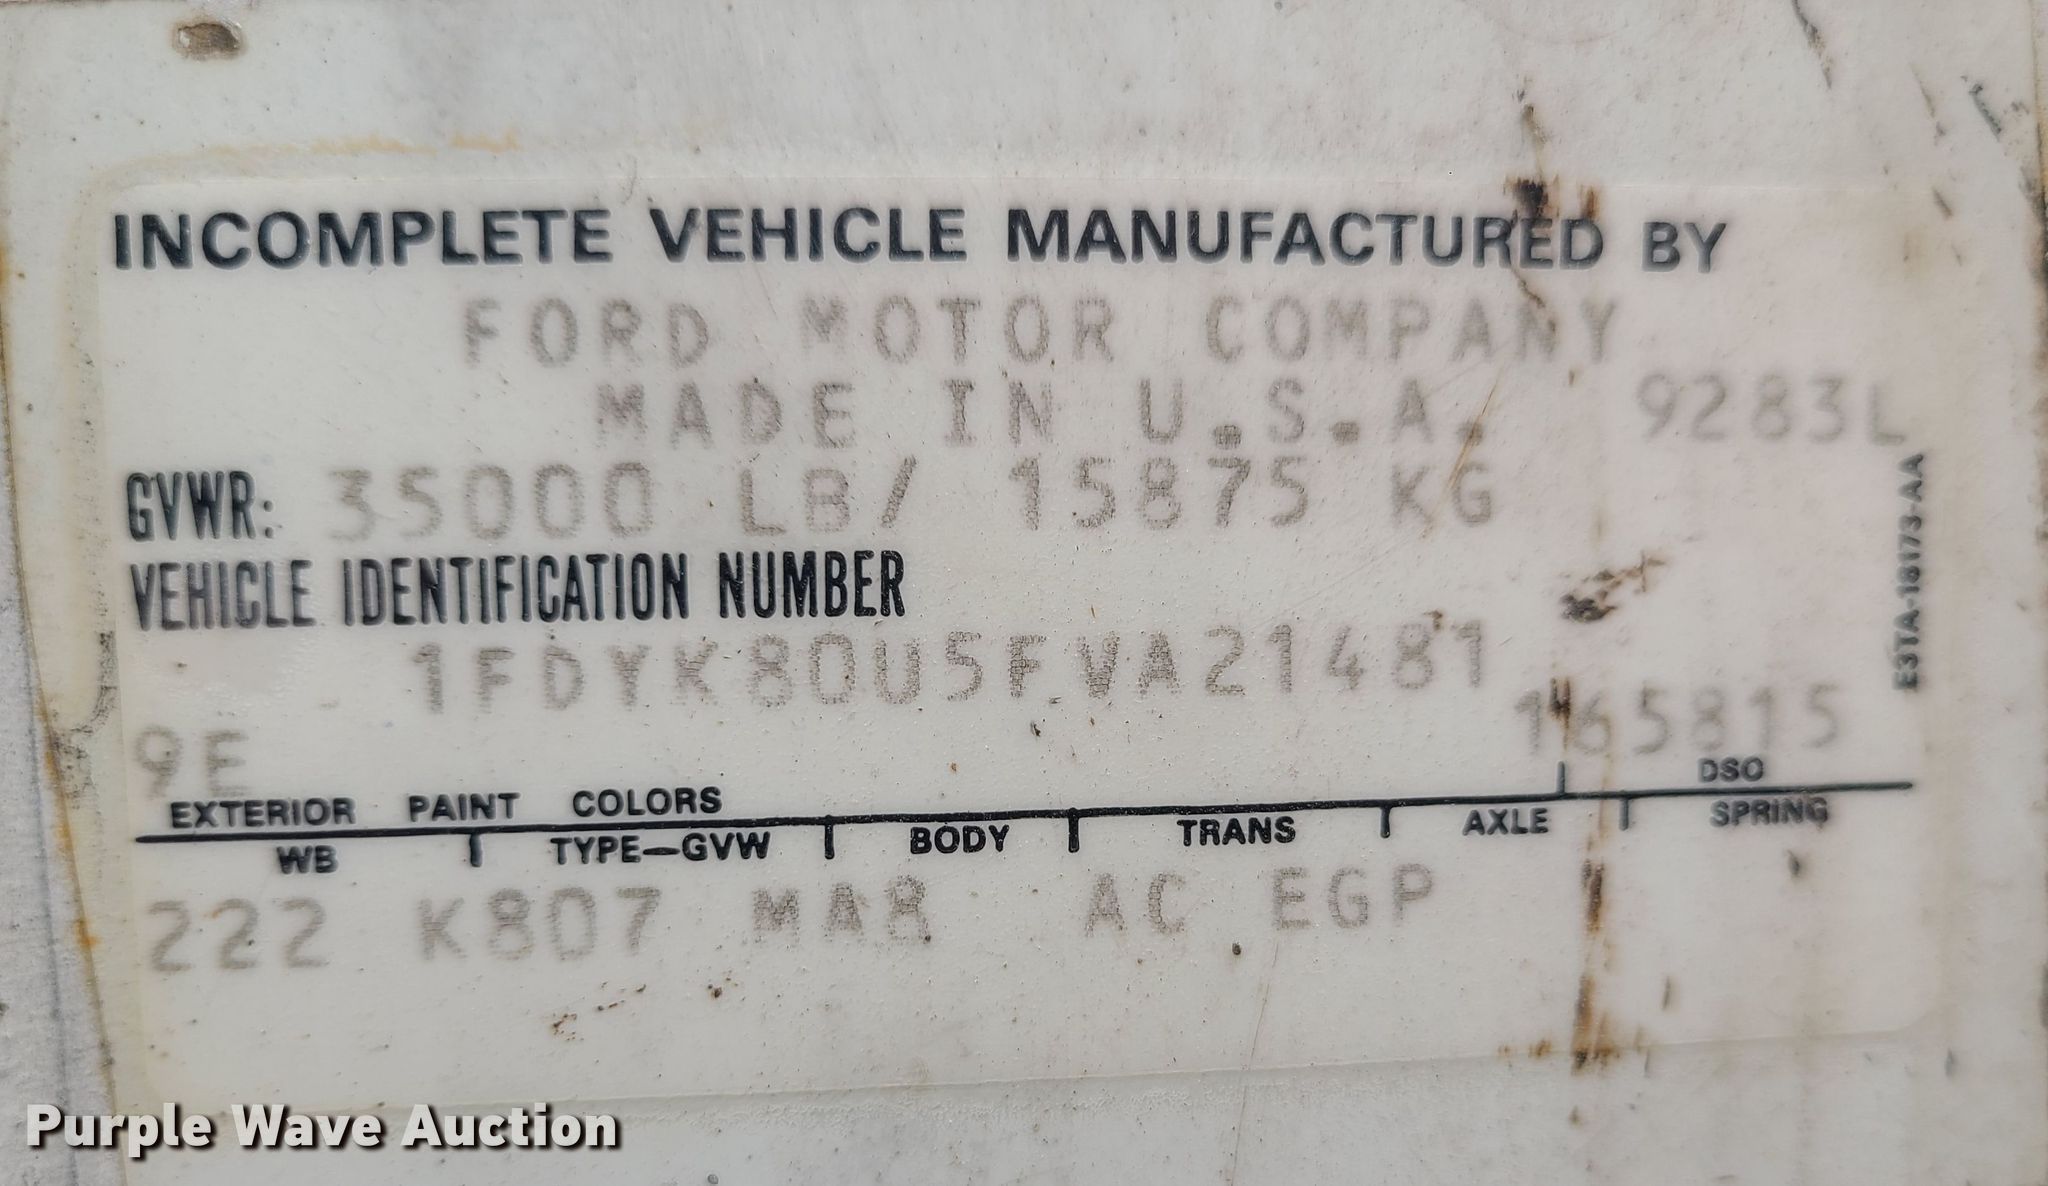 INCOMPLETE VEHICLE MANUFACTURED BY
FORD MOTOR COMPANY
MADE IN U.S.A. 9283L
GVWR: 35000 LB/ 15875 KG
VEHICLE IDENTIFICATION NUMBER
1FDYK80U5FVA21481
9E 165815
EXTERIOR PAINT COLORS DSO
WB TYPE-GVW BODY TRANS AXLE SPRING
222 K807 MA8 AC EGP
E3TA-18173-AA
Purple Wave Auction